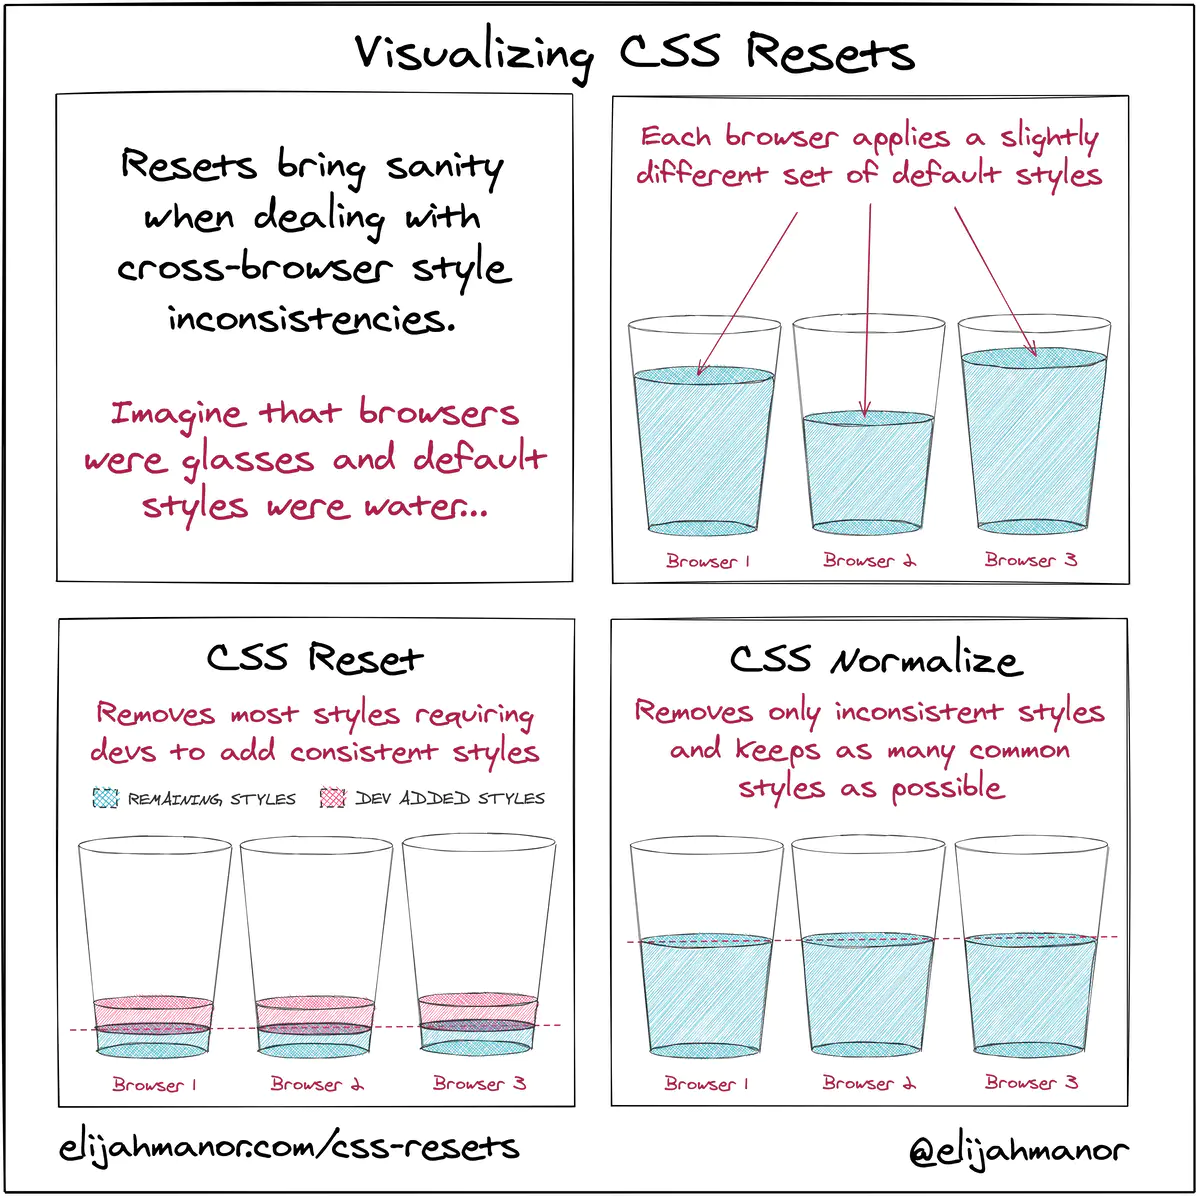 Visualizing CSS Resets
Resets bring sanity
when dealing with
cross-browser style
inconsistencies.
Imagine that browsers
were glasses and default
styles were water...
Each browser applies a slightly
different set of default styles
Browser 1
Browser 2
Browser 3
CSS Reset
Removes most styles requiring
devs to add consistent styles
REMAINING STYLES
DEV ADDED STYLES
Browser 1
Browser 2
Browser 3
CSS Normalize
Removes only inconsistent styles
and keeps as many common
styles as possible
Browser 1
Browser 2
Browser 3
elijahmanor.com/css-resets
@elijahmanor